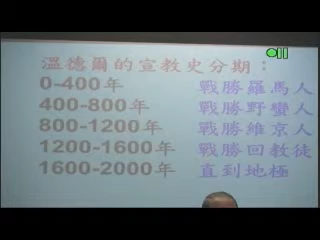 溫德爾的宣教史分期：
0-400年 戰勝羅馬人
400-800年 戰勝野蠻人
800-1200年 戰勝維京人
1200-1600年 戰勝回教徒
1600-2000年 直到地極